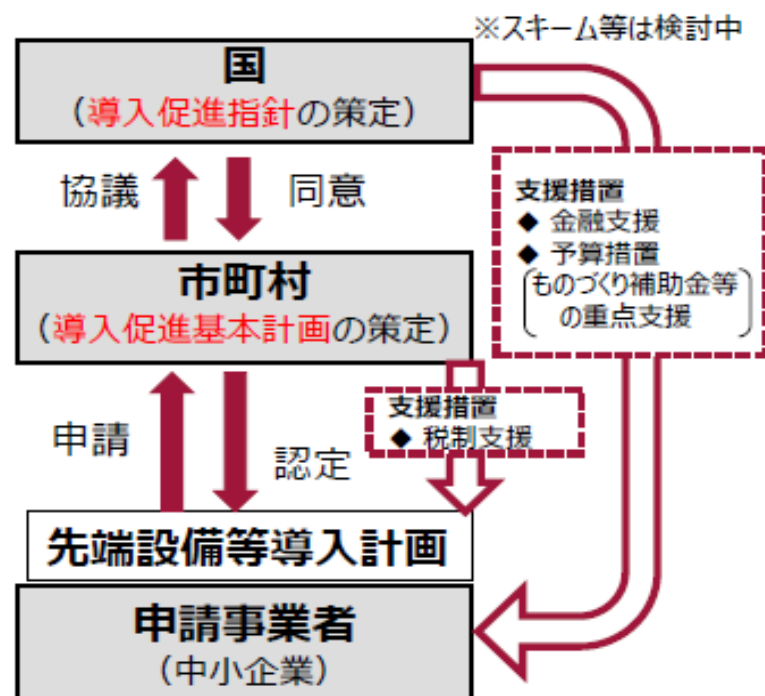 ※スキーム等は検討中
国
（導入促進指針の策定）
協議
同意
支援措置
◆ 金融支援
◆ 予算措置
ものづくり補助金等
の重点支援
市町村
（導入促進基本計画の策定）
支援措置
◆ 税制支援
申請
認定
先端設備等導入計画
申請事業者
（中小企業）